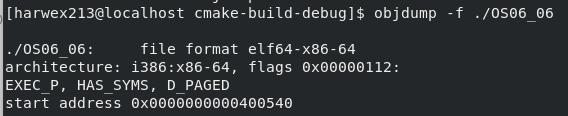 [harwex213@localhost cmake-build-debug]$ objdump -f ./OS06_06
./OS06_06:     file format elf64-x86-64
architecture: i386:x86-64, flags 0x00000112:
EXEC_P, HAS_SYMS, D_PAGED
start address 0x0000000000400540